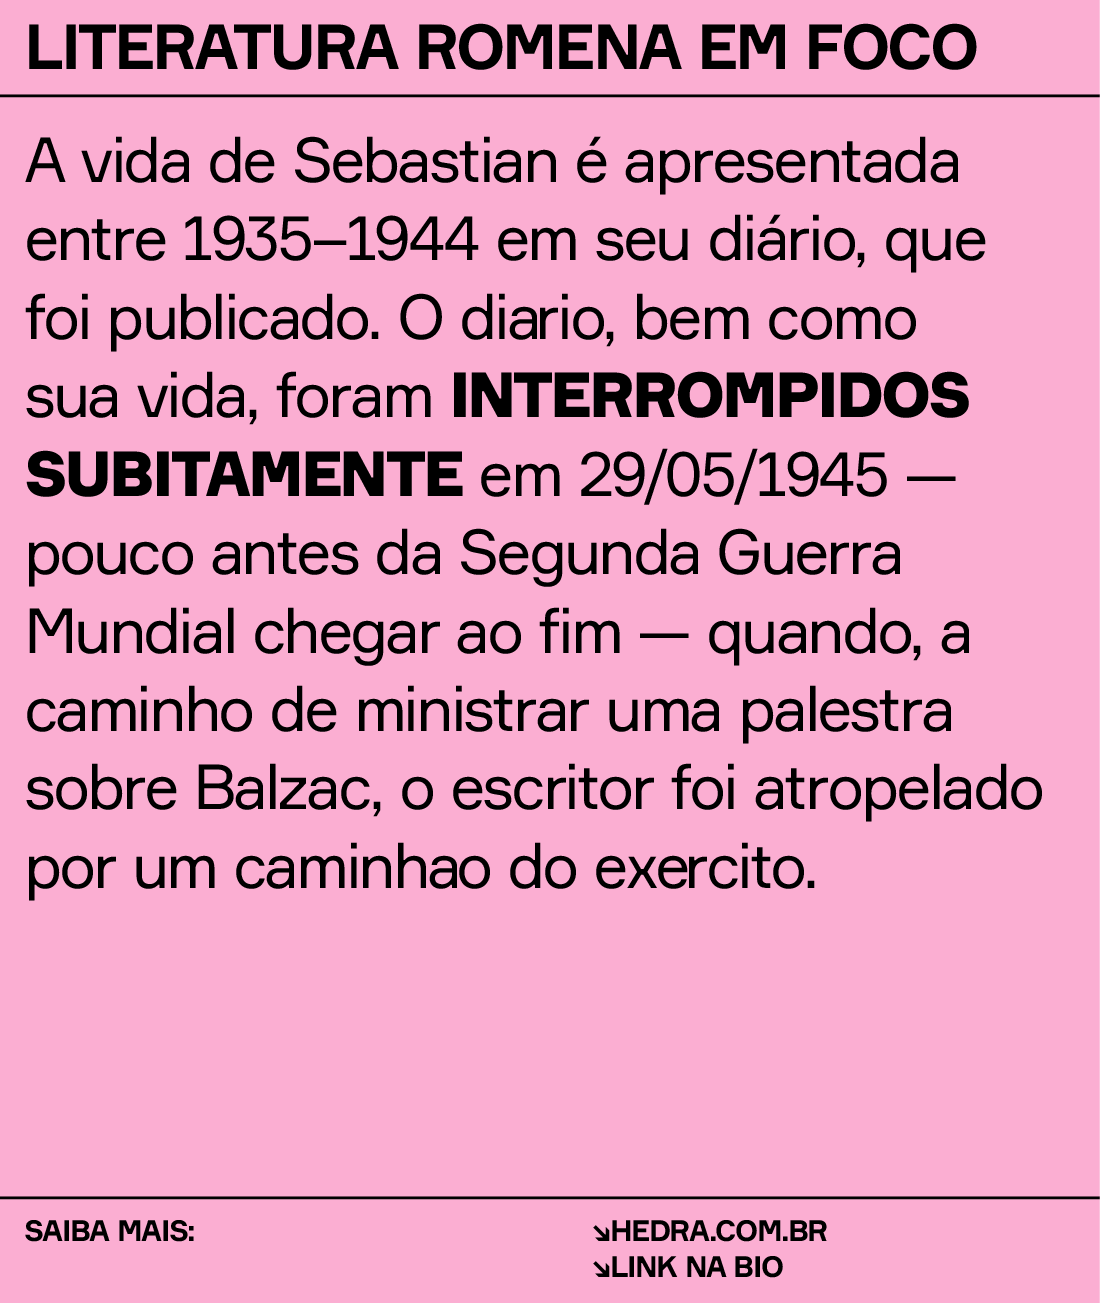 LITERATURA ROMENA EM FOCO
A vida de Sebastian é apresentada
entre 1935–1944 em seu diário, que
foi publicado. O diario, bem como
sua vida, foram INTERROMPIDOS
SUBITAMENTE em 29/05/1945 —
pouco antes da Segunda Guerra
Mundial chegar ao fim — quando, a
caminho de ministrar uma palestra
sobre Balzac, o escritor foi atropelado
por um caminhao do exercito.
SAIBA MAIS:
↘HEDRA.COM.BR
↘LINK NA BIO